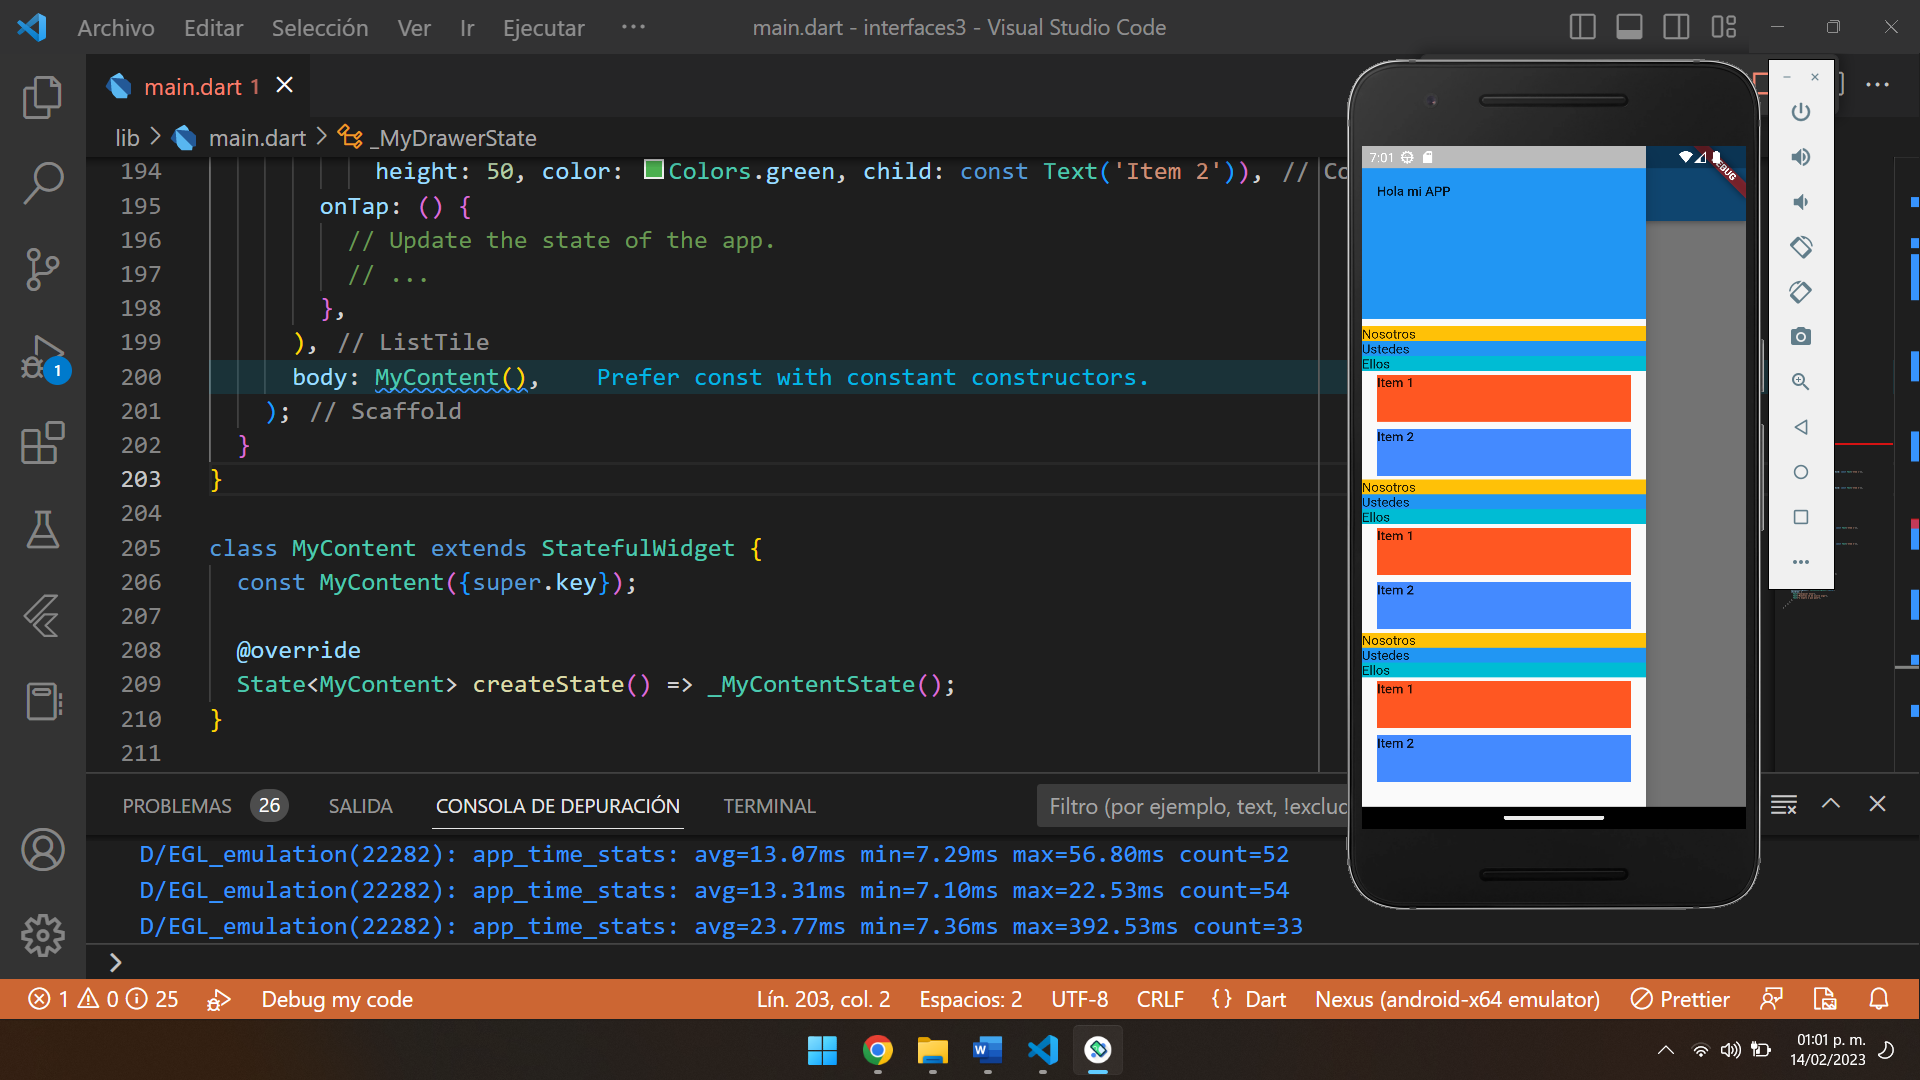 Archivo Editar Selección Ver Ir Ejecutar ··· main.dart - interfaces3 - Visual Studio Code
main.dart 1
lib > main.dart > _MyDrawerState
194 height: 50, color: Colors.green, child: const Text('Item 2')), // Co
195 onTap: () {
196 // Update the state of the app.
197 // ...
198 },
199 ), // ListTile
200 body: MyContent(), Prefer const with constant constructors.
201 ); // Scaffold
202 }
203 }
204
205 class MyContent extends StatefulWidget {
206 const MyContent({super.key});
207
208 @override
209 State<MyContent> createState() => _MyContentState();
210 }
211
1
7:01
Hola mi APP
Nosotros
Ustedes
Ellos
Item 1
Item 2
Nosotros
Ustedes
Ellos
Item 1
Item 2
Nosotros
Ustedes
Ellos
Item 1
Item 2
PROBLEMAS 26 SALIDA CONSOLA DE DEPURACIÓN TERMINAL Filtro (por ejemplo, text, !exclud
D/EGL_emulation(22282): app_time_stats: avg=13.07ms min=7.29ms max=56.80ms count=52
D/EGL_emulation(22282): app_time_stats: avg=13.31ms min=7.10ms max=22.53ms count=54
D/EGL_emulation(22282): app_time_stats: avg=23.77ms min=7.36ms max=392.53ms count=33
>
1 0 25 Debug my code Lín. 203, col. 2 Espacios: 2 UTF-8 CRLF {} Dart Nexus (android-x64 emulator) Prettier
01:01 p. m.
14/02/2023